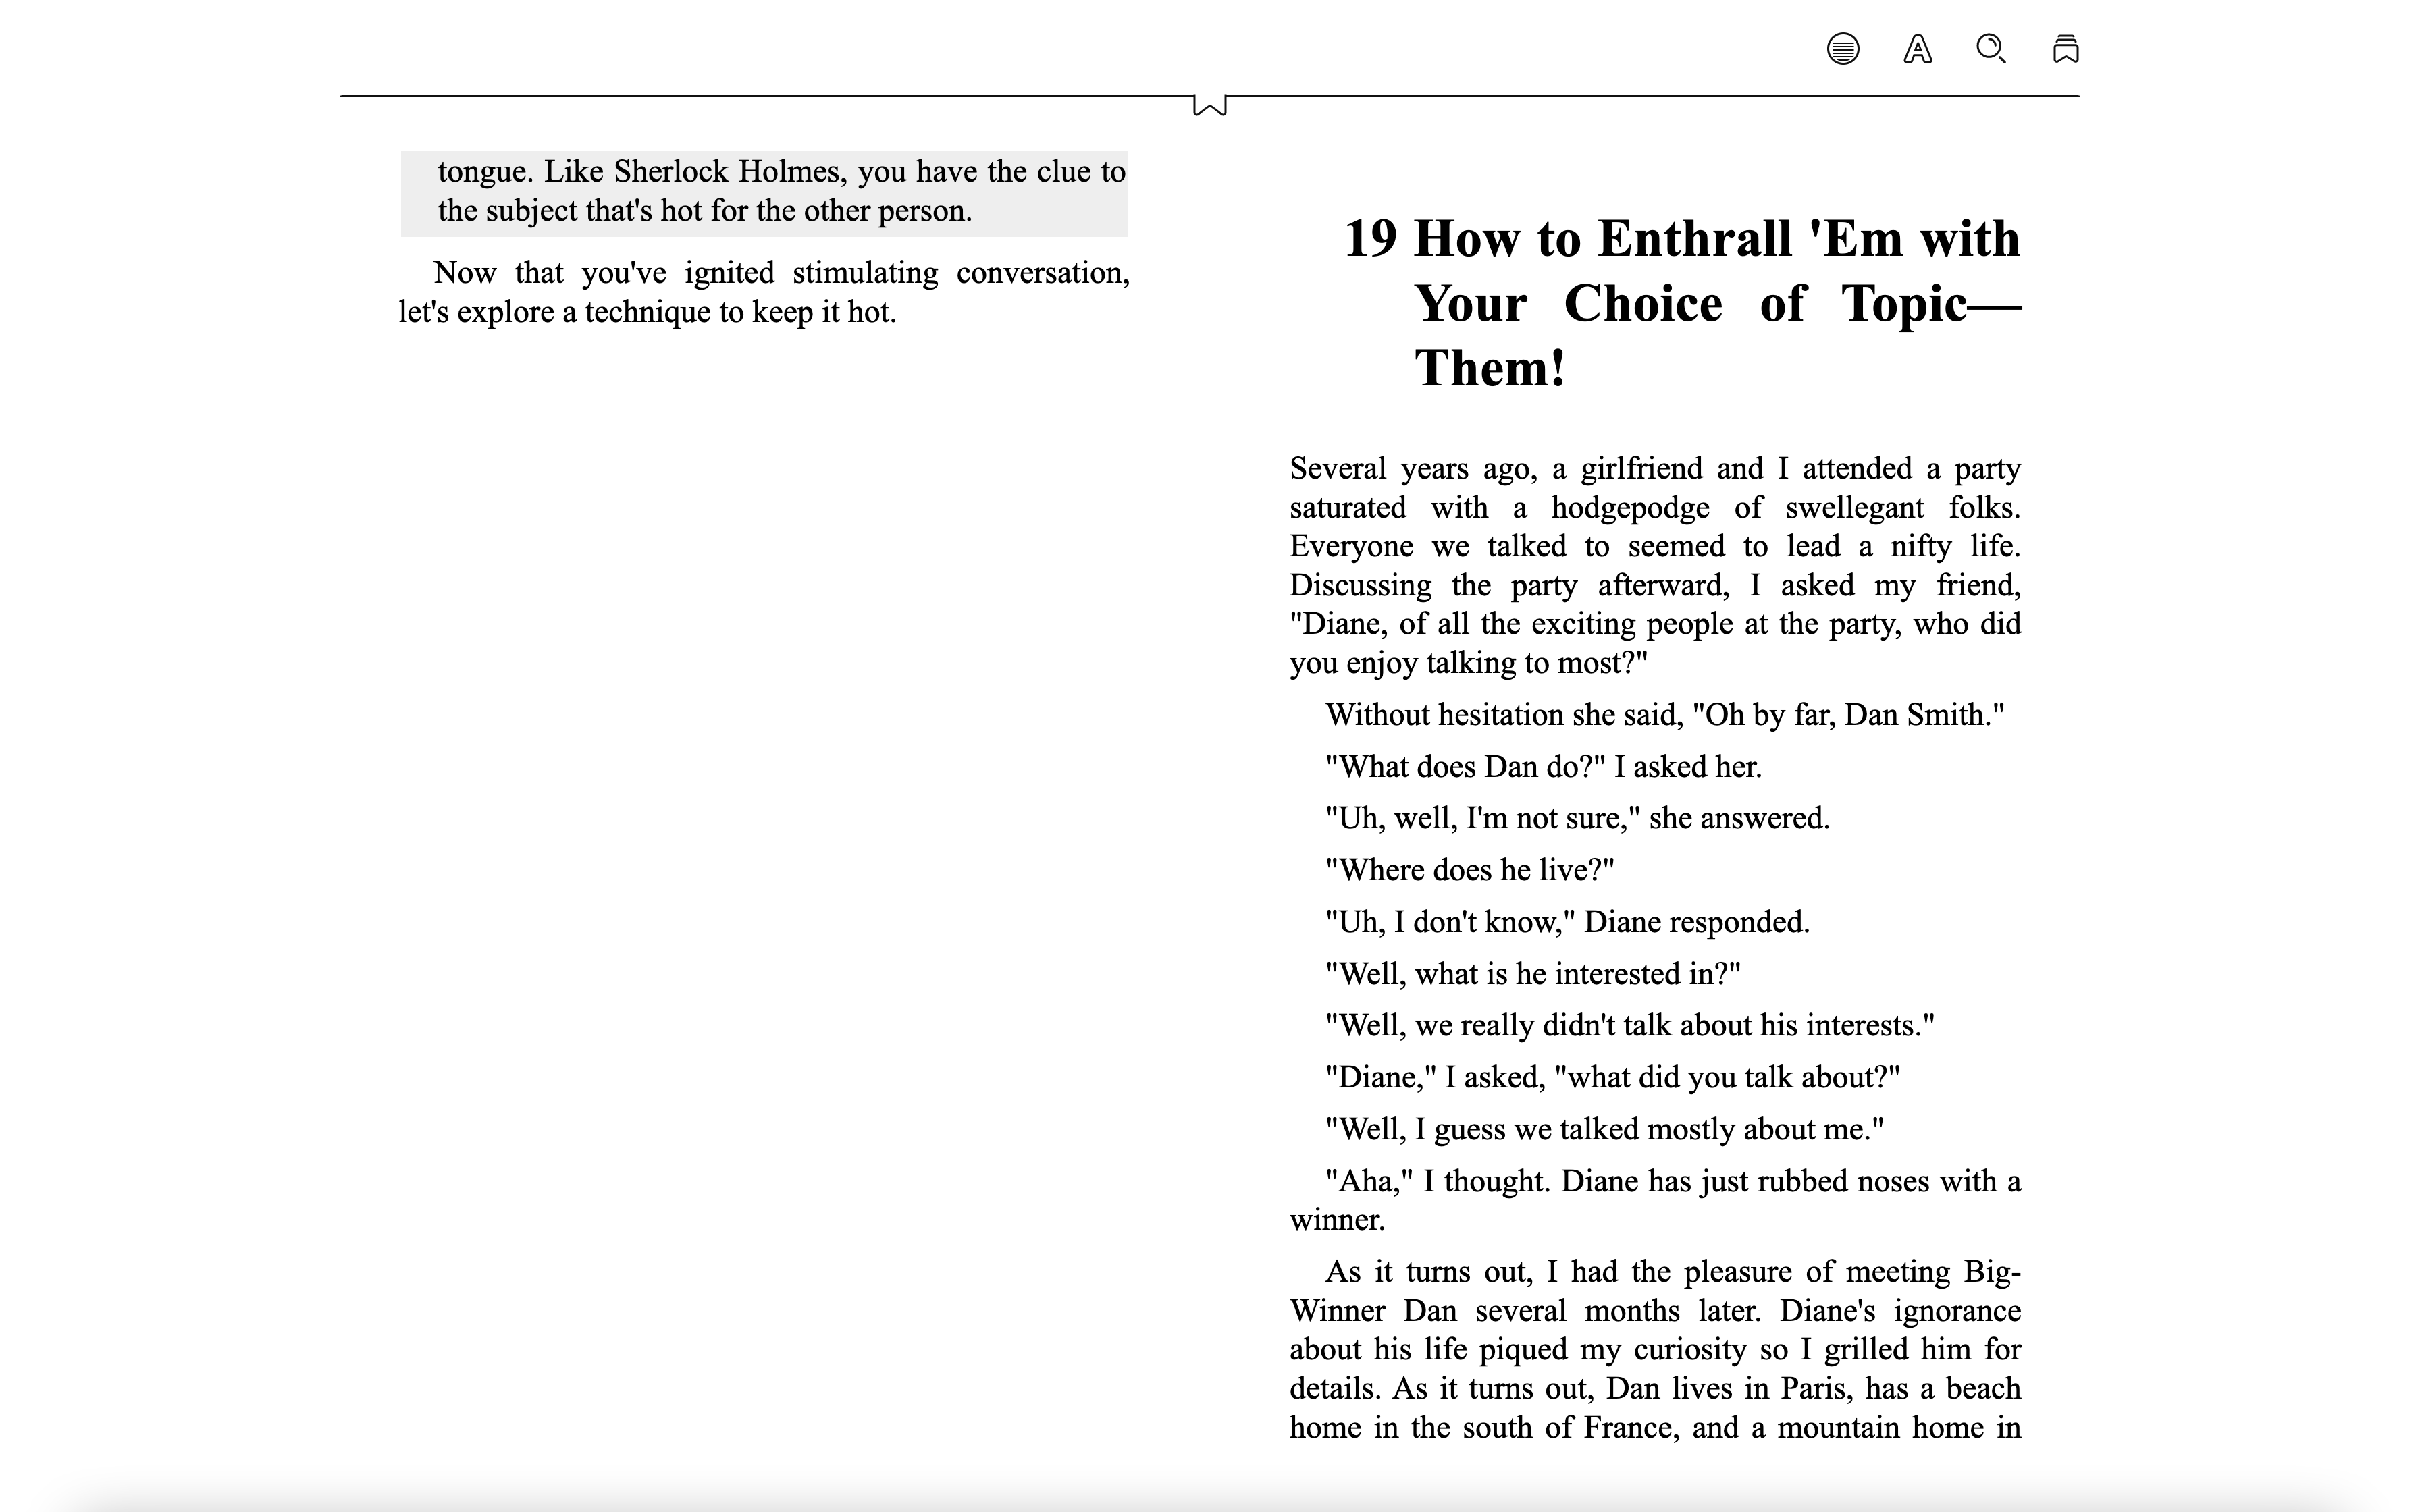 tongue. Like Sherlock Holmes, you have the clue to
the subject that's hot for the other person.
Now that you've ignited stimulating conversation,
let's explore a technique to keep it hot.
19 How to Enthrall 'Em with
Your Choice of Topic—
Them!
Several years ago, a girlfriend and I attended a party
saturated with a hodgepodge of swellegant folks.
Everyone we talked to seemed to lead a nifty life.
Discussing the party afterward, I asked my friend,
"Diane, of all the exciting people at the party, who did
you enjoy talking to most?"
Without hesitation she said, "Oh by far, Dan Smith."
"What does Dan do?" I asked her.
"Uh, well, I'm not sure," she answered.
"Where does he live?"
"Uh, I don't know," Diane responded.
"Well, what is he interested in?"
"Well, we really didn't talk about his interests."
"Diane," I asked, "what did you talk about?"
"Well, I guess we talked mostly about me."
"Aha," I thought. Diane has just rubbed noses with a
winner.
As it turns out, I had the pleasure of meeting Big-
Winner Dan several months later. Diane's ignorance
about his life piqued my curiosity so I grilled him for
details. As it turns out, Dan lives in Paris, has a beach
home in the south of France, and a mountain home in